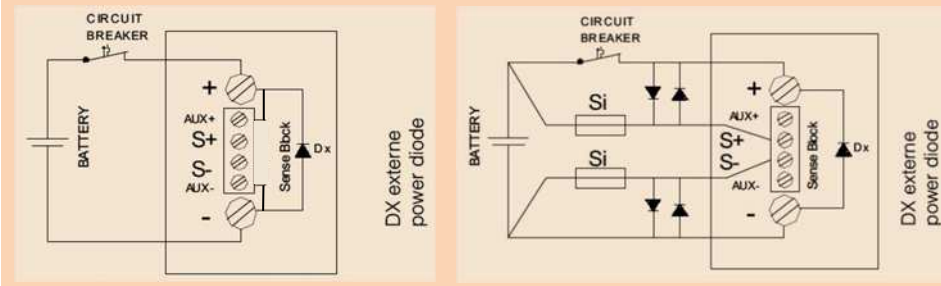 CIRCUIT
BREAKER
+
AUX+
S+
S-
AUX-
-
BATTERY
Sense Block
Dx
DX externe
power diode
CIRCUIT
BREAKER
Si
Si
+
AUX+
S+
S-
AUX-
-
BATTERY
Sense Block
Dx
DX externe
power diode